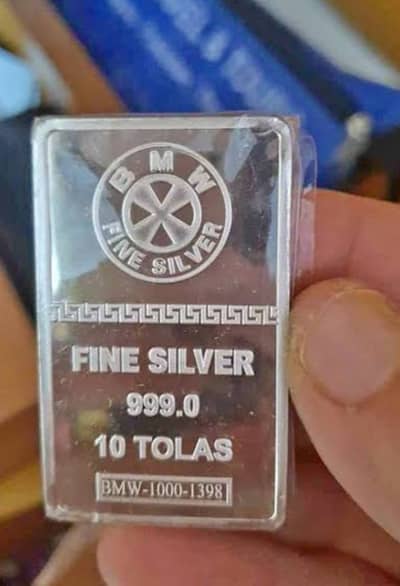 BMW
FINE SILVER
FINE SILVER
999.0
10 TOLAS
BMW-1000-1398